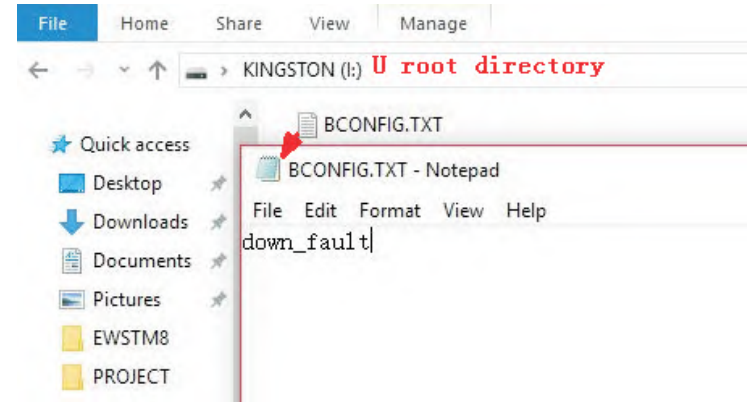 File Home Share View Manage
KINGSTON (I:) U root directory
BCONFIG.TXT
Quick access
BCONFIG.TXT - Notepad
Desktop
File Edit Format View Help
Downloads
down_fault
Documents
Pictures
EWSTM8
PROJECT